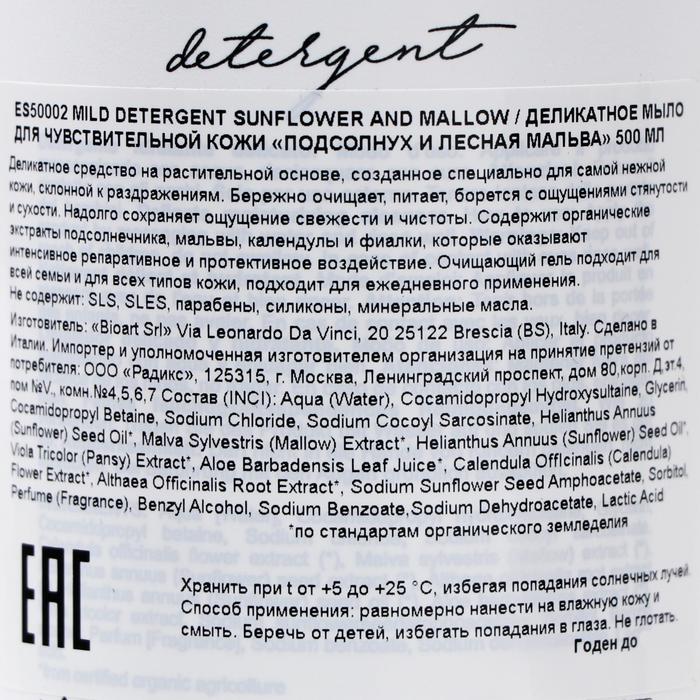 detergent
ES50002 MILD DETERGENT SUNFLOWER AND MALLOW / ДЕЛИКАТНОЕ МЫЛО
ДЛЯ ЧУВСТВИТЕЛЬНОЙ КОЖИ «ПОДСОЛНУХ И ЛЕСНАЯ МАЛЬВА» 500 МЛ
Деликатное средство на растительной основе, созданное специально для самой нежной
кожи, склонной к раздражениям. Бережно очищает, питает, борется с ощущениями стянутости
и сухости. Надолго сохраняет ощущение свежести и чистоты. Содержит органические
экстракты подсолнечника, мальвы, календулы и фиалки, которые оказывают
интенсивное репаративное и протективное воздействие. Очищающий гель подходит для
всей семьи и для всех типов кожи, подходит для ежедневного применения.
Не содержит: SLS, SLES, парабены, силиконы, минеральные масла.
Изготовитель: «Bioart Srl» Via Leonardo Da Vinci, 20 25122 Brescia (BS), Italy. Сделано в
Италии. Импортер и уполномоченная изготовителем организация на принятие претензий от
потребителя: ООО «Радикс», 125315, г. Москва, Ленинградский проспект, дом 80,корп. Д,эт.4,
пом №V., комн.№4,5,6,7 Состав (INCI): Aqua (Water), Cocamidopropyl Hydroxysultaine, Glycerin,
Cocamidopropyl Betaine, Sodium Chloride, Sodium Cocoyl Sarcosinate, Helianthus Annuus
(Sunflower) Seed Oil*, Malva Sylvestris (Mallow) Extract*, Helianthus Annuus (Sunflower) Seed Oil*,
Viola Tricolor (Pansy) Extract*, Aloe Barbadensis Leaf Juice*, Calendula Officinalis (Calendula)
Flower Extract*, Althaea Officinalis Root Extract*, Sodium Sunflower Seed Amphoacetate, Sorbitol,
Perfume (Fragrance), Benzyl Alcohol, Sodium Benzoate,Sodium Dehydroacetate, Lactic Acid
*по стандартам органического земледелия
EAC
Хранить при t от +5 до +25 °C, избегая попадания солнечных лучей.
Способ применения: равномерно нанести на влажную кожу и
смыть. Беречь от детей, избегать попадания в глаза. Не глотать.
Годен до